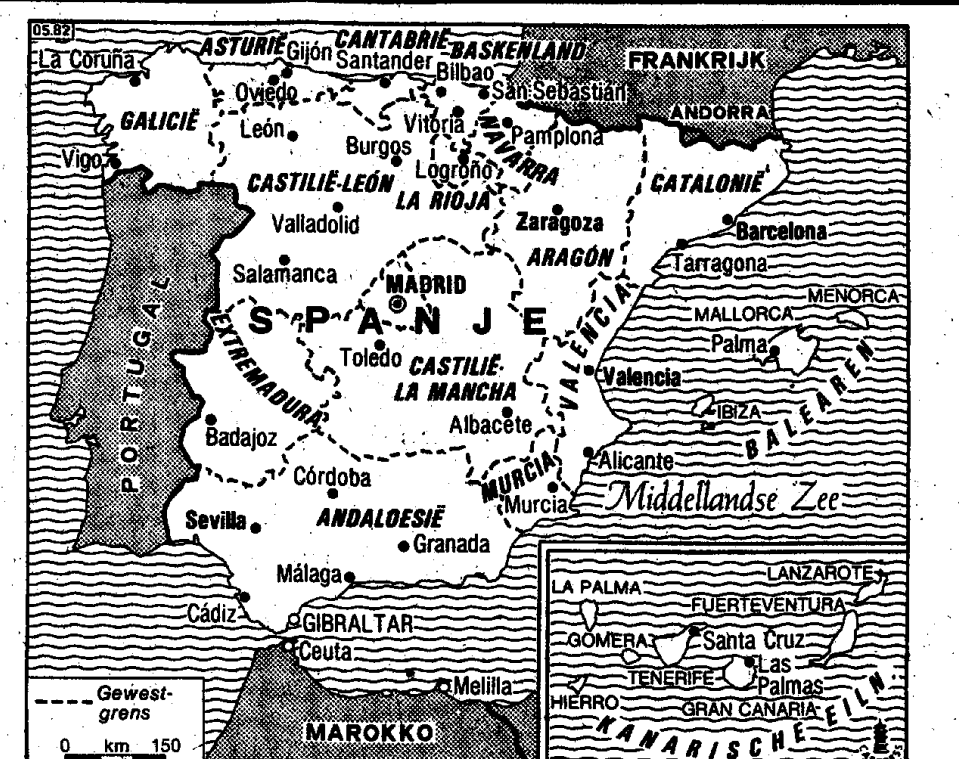 05.82
ASTURIË
CANTABRIË
BASKENLAND
FRANKRIJK
La Coruña
Gijón
Santander
Bilbao
Oviedo
San Sebastián
ANDORRA
GALICIË
León
Vitoria
NAVARRA
Pamplona
Burgos
Vigo
Logroño
CASTILIË-LEÓN
LA RIOJA
CATALONIË
Valladolid
Zaragoza
Barcelona
ARAGÓN
Salamanca
Tarragona
MADRID
MENORCA
MALLORCA
SPANJE
EXTREMADURA
PORTUGAL
Toledo
VALENCIA
Palma
CASTILIË-
LA MANCHA
Valencia
BALEAREN
IBIZA
Albacete
Badajoz
Alicante
Córdoba
MURCIA
Murcia
Middellandse Zee
Sevilla
ANDALOESIË
Granada
Málaga
LANZAROTE
LA PALMA
FUERTEVENTURA
Cádiz
GIBRALTAR
GOMERA
Santa Cruz
Ceuta
TENERIFE
Las
Palmas
Melilla
HIERRO
GRAN CANARIA
Gewest-
grens
MAROKKO
KANARISCHE EILN.
0 km 150